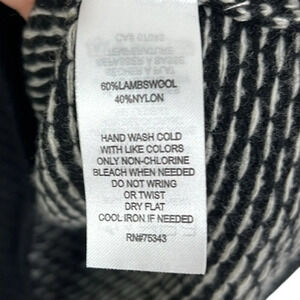 60%LAMBSWOOL
40%NYLON
HAND WASH COLD
WITH LIKE COLORS
ONLY NON-CHLORINE
BLEACH WHEN NEEDED
DO NOT WRING
OR TWIST
DRY FLAT
COOL IRON IF NEEDED
RN#75343